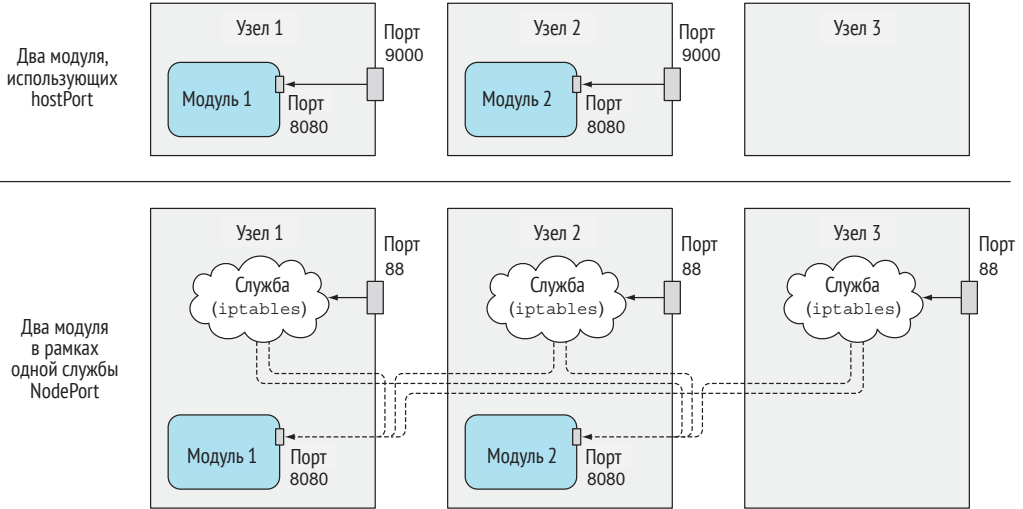 Узел 1
Узел 2
Узел 3
Порт
9000
Порт
9000
Два модуля,
использующих
hostPort
Модуль 1
Порт
8080
Модуль 2
Порт
8080
Узел 1
Узел 2
Узел 3
Порт
88
Порт
88
Порт
88
Служба
(iptables)
Служба
(iptables)
Служба
(iptables)
Два модуля
в рамках
одной службы
NodePort
Модуль 1
Порт
8080
Модуль 2
Порт
8080